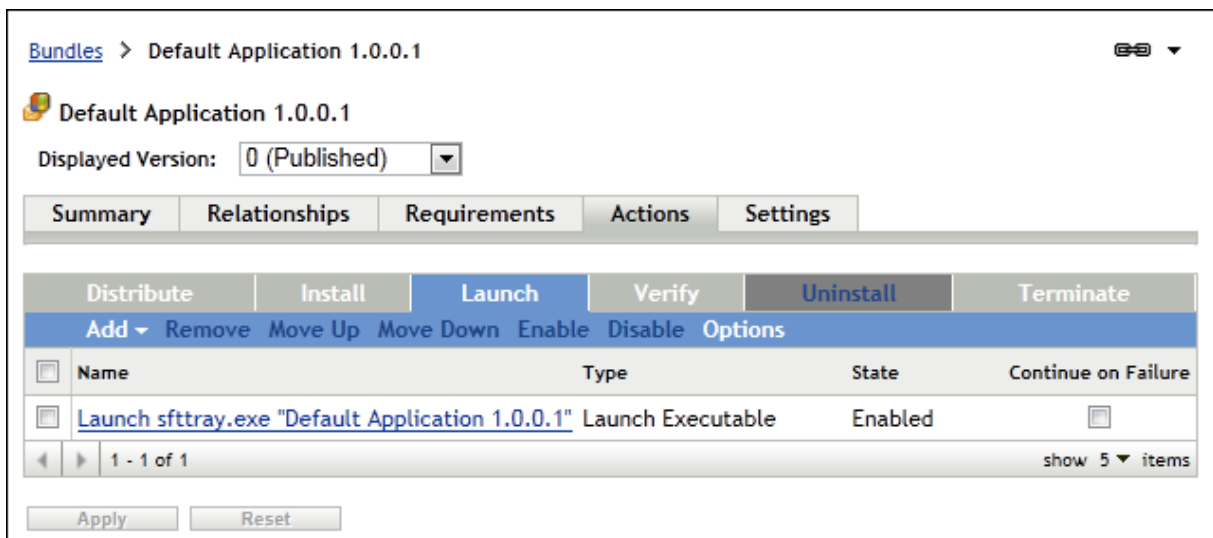 Bundles > Default Application 1.0.0.1
Default Application 1.0.0.1
Displayed Version: 0 (Published)
Summary Relationships Requirements Actions Settings
Distribute Install Launch Verify Uninstall Terminate
Add Remove Move Up Move Down Enable Disable Options
Name Type State Continue on Failure
Launch sfttray.exe "Default Application 1.0.0.1" Launch Executable Enabled
1 - 1 of 1 show 5 items
Apply Reset